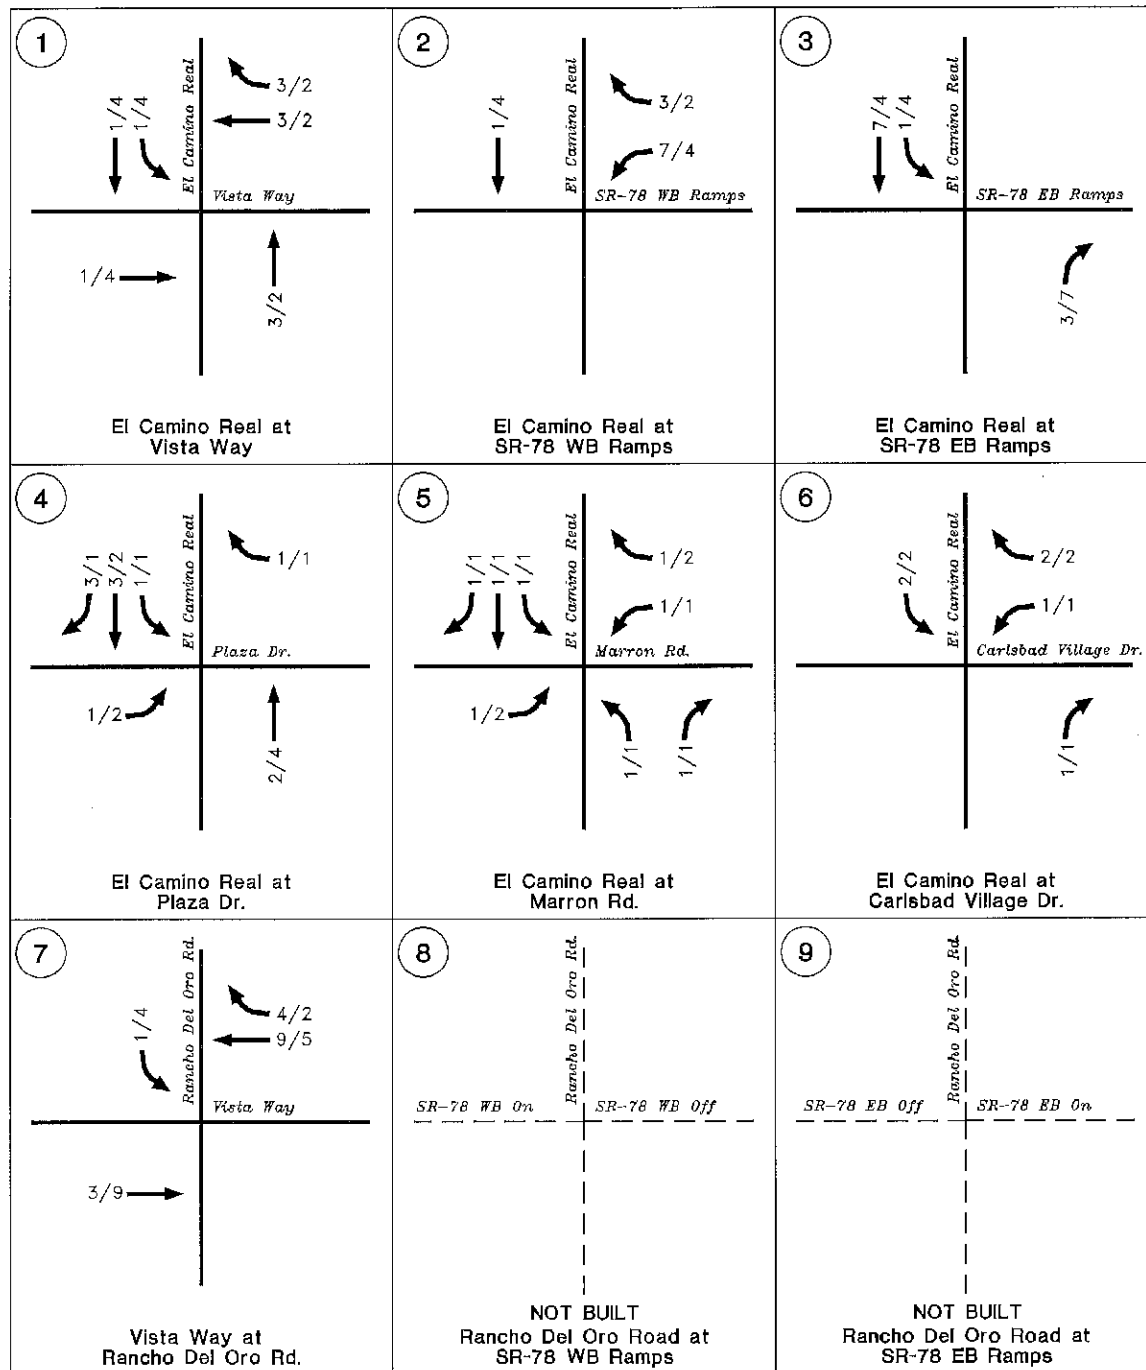 1
El Camino Real
3/2
3/2
1/4
1/4
Vista Way
1/4
3/2
El Camino Real at
Vista Way
2
El Camino Real
1/4
3/2
7/4
SR-78 WB Ramps
El Camino Real at
SR-78 WB Ramps
3
El Camino Real
7/4
1/4
SR-78 EB Ramps
3/7
El Camino Real at
SR-78 EB Ramps
4
El Camino Real
3/1
3/2
1/1
1/1
Plaza Dr.
1/2
2/4
El Camino Real at
Plaza Dr.
5
El Camino Real
1/1
1/1
1/1
1/2
1/1
Marron Rd.
1/2
1/1
1/1
El Camino Real at
Marron Rd.
6
El Camino Real
2/2
2/2
1/1
Carlsbad Village Dr.
1/1
El Camino Real at
Carlsbad Village Dr.
7
Rancho Del Oro Rd.
1/4
4/2
9/5
Vista Way
3/9
Vista Way at
Rancho Del Oro Rd.
8
Rancho Del Oro Rd.
SR-78 WB On
SR-78 WB Off
NOT BUILT
Rancho Del Oro Road at
SR-78 WB Ramps
9
Rancho Del Oro Rd.
SR-78 EB Off
SR-78 EB On
NOT BUILT
Rancho Del Oro Road at
SR-78 EB Ramps